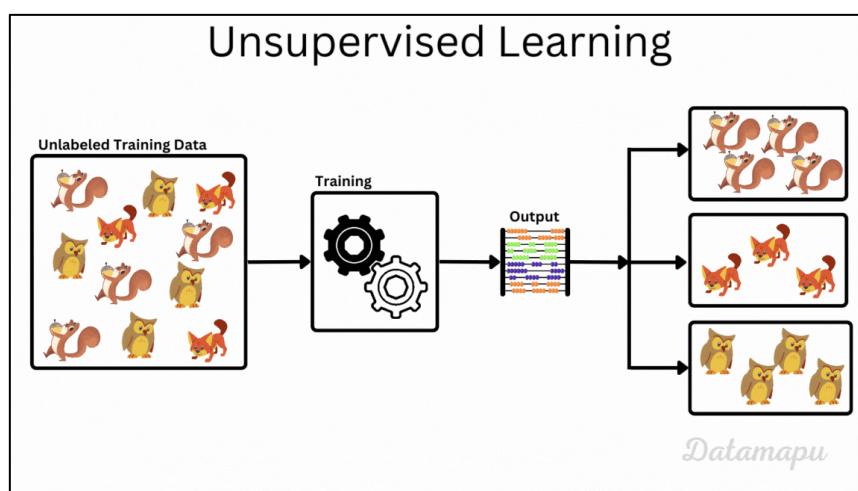 Unsupervised Learning
Unlabeled Training Data
Training
Output
Datamapu